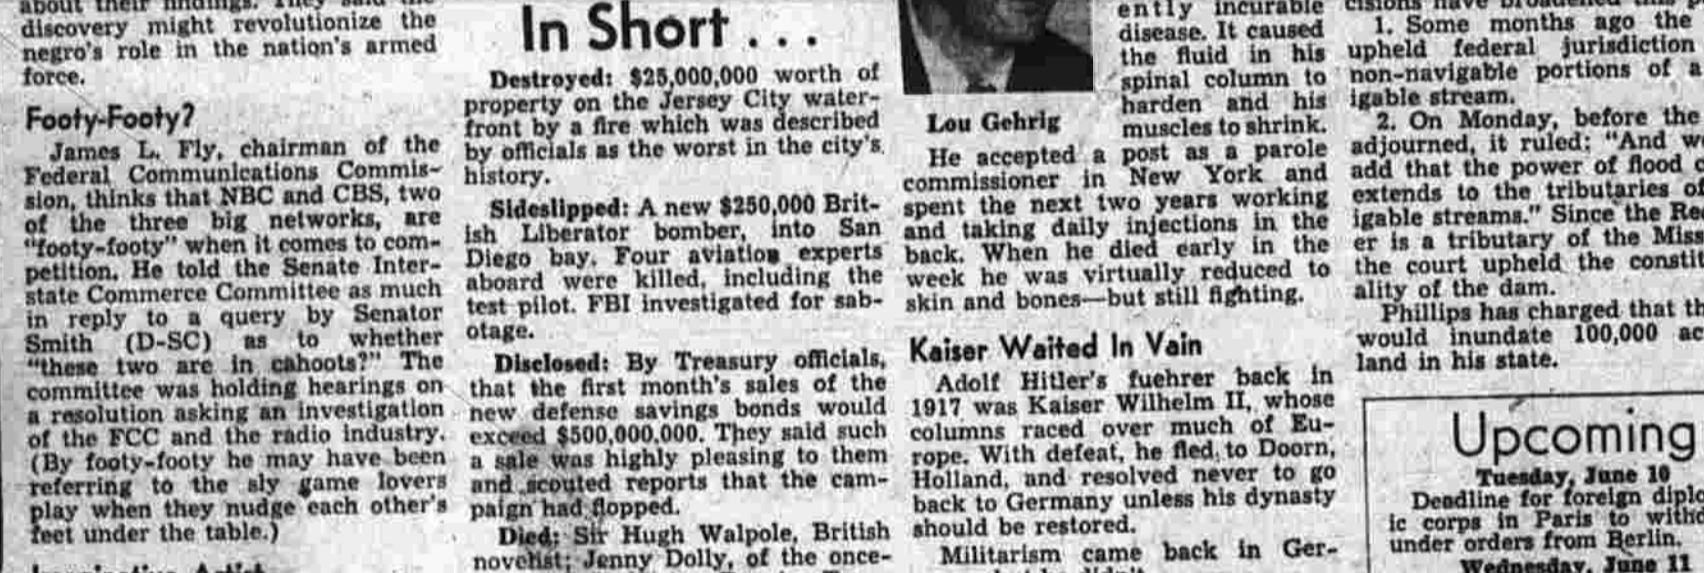 about their findings. They said the
discovery might revolutionize the
negro's role in the nation's armed
force.
Footy-Footy?
James L. Fly, chairman of the
Federal Communications Commis-
sion, thinks that NBC and CBS, two
of the three big networks, are
"footy-footy" when it comes to com-
petition. He told the Senate Inter-
state Commerce Committee as much
in reply to a query by Senator
Smith (D-SC) as to whether
"these two are in cahoots?" The
committee was holding hearings on
a resolution asking an investigation
of the FCC and the radio industry.
(By footy-footy he may have been
referring to the sly game lovers
play when they nudge each other's
feet under the table.)
In Short . . .
Destroyed: $25,000,000 worth of
property on the Jersey City water-
front by a fire which was described
by officials as the worst in the city's
history.
Sideslipped: A new $250,000 Brit-
ish Liberator bomber, into San
Diego bay. Four aviation experts
aboard were killed, including the
test pilot. FBI investigated for sab-
otage.
Disclosed: By Treasury officials,
that the first month's sales of the
new defense savings bonds would
exceed $500,000,000. They said such
a sale was highly pleasing to them
and scouted reports that the cam-
paign had flopped.
Died: Sir Hugh Walpole, British
novelist; Jenny Dolly, of the once-
Lou Gehrig
ently incurable
disease. It caused
the fluid in his
spinal column to
harden and his
muscles to shrink.
He accepted a post as a parole
commissioner in New York and
spent the next two years working
and taking daily injections in the
back. When he died early in the
week he was virtually reduced to
skin and bones—but still fighting.
Kaiser Waited In Vain
Adolf Hitler's fuehrer back in
1917 was Kaiser Wilhelm II, whose
columns raced over much of Eu-
rope. With defeat, he fled to Doorn,
Holland, and resolved never to go
back to Germany unless his dynasty
should be restored.
Militarism came back in Ger-
1. Some months ago the
upheld federal jurisdiction
non-navigable portions of a
igable stream.
2. On Monday, before the
adjourned, it ruled: "And w
add that the power of flood c
extends to the tributaries of
igable streams." Since the Re
er is a tributary of the Miss
the court upheld the constit
ality of the dam.
Phillips has charged that th
would inundate 100,000 ac
land in his state.
Upcoming
Tuesday, June 10
Deadline for foreign diplo
ic corps in Paris to withd
under orders from Berlin.
Wednesday, June 11